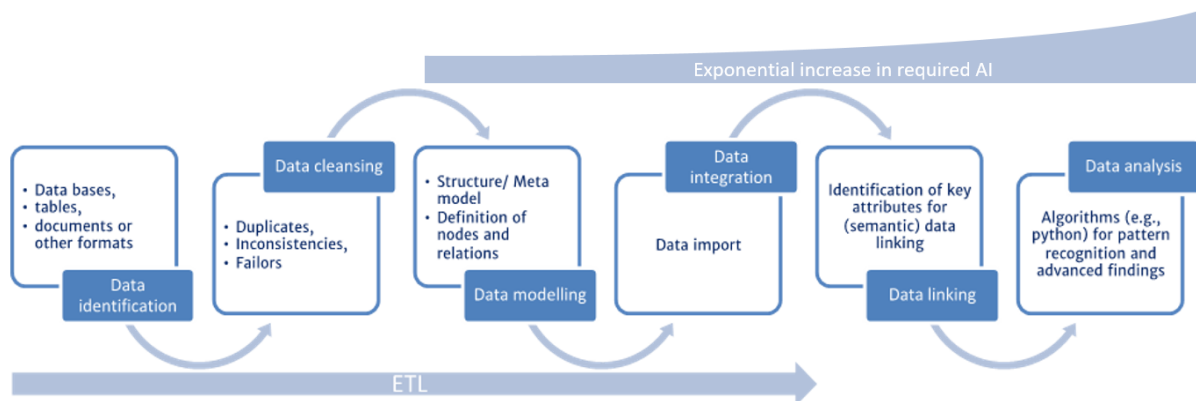 Exponential increase in required AI
• Data bases,
• tables,
• documents or
other formats
Data
identification
Data cleansing
• Duplicates,
• Inconsistencies,
• Failors
• Structure/ Meta
model
• Definition of
nodes and
relations
Data modelling
Data
integration
Data import
Identification of key
attributes for
(semantic) data
linking
Data linking
Data analysis
Algorithms (e.g.,
python) for pattern
recognition and
advanced findings
ETL